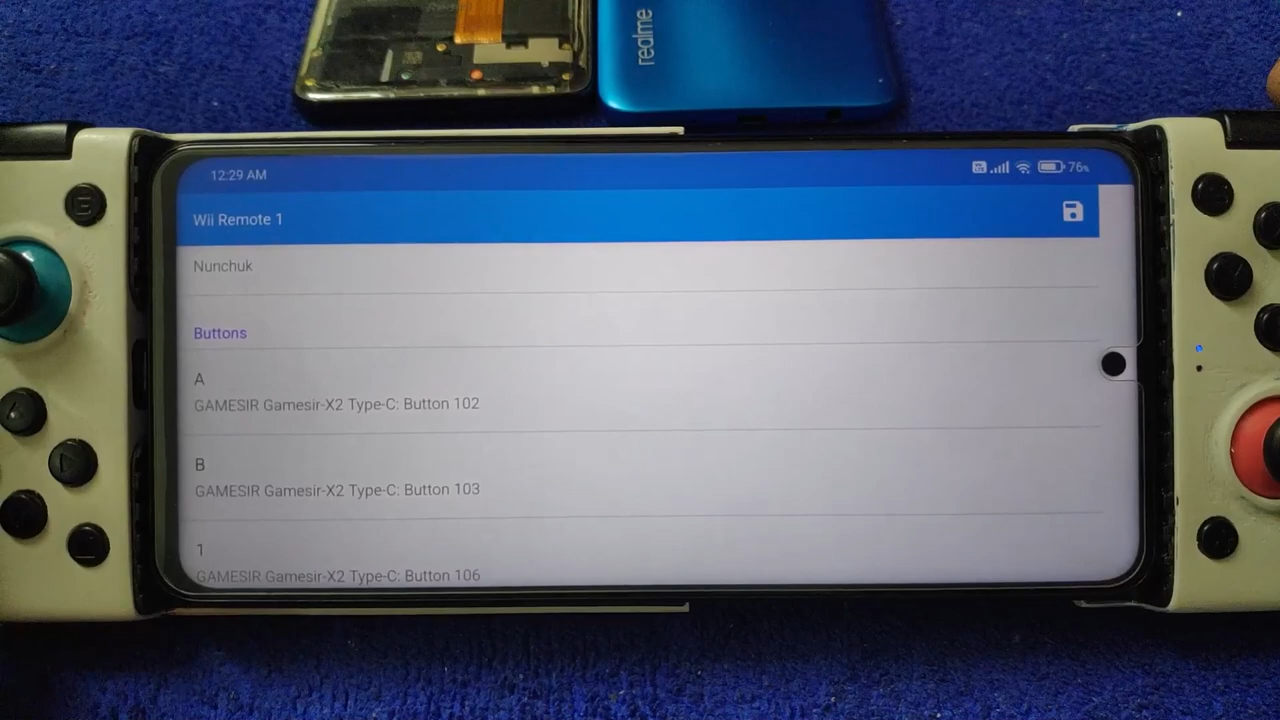 realme
12:29 AM
76%
Wii Remote 1
Nunchuk
Buttons
A
GAMESIR Gamesir-X2 Type-C: Button 102
B
GAMESIR Gamesir-X2 Type-C: Button 103
1
GAMESIR Gamesir-X2 Type-C: Button 106